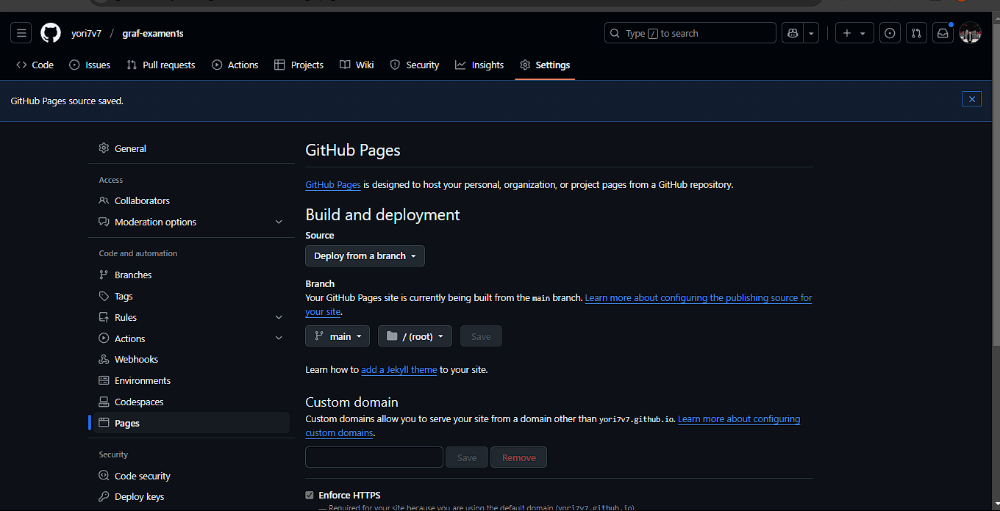 yori7v7 / graf-examen1s
Type / to search
Code Issues Pull requests Actions Projects Wiki Security Insights Settings
GitHub Pages source saved.
General
Access
Collaborators
Moderation options
Code and automation
Branches
Tags
Rules
Actions
Webhooks
Environments
Codespaces
Pages
Security
Code security
Deploy keys
GitHub Pages
GitHub Pages is designed to host your personal, organization, or project pages from a GitHub repository.
Build and deployment
Source
Deploy from a branch
Branch
Your GitHub Pages site is currently being built from the main branch. Learn more about configuring the publishing source for
your site.
main / (root) Save
Learn how to add a Jekyll theme to your site.
Custom domain
Custom domains allow you to serve your site from a domain other than yori7v7.github.io. Learn more about configuring
custom domains.
Save Remove
Enforce HTTPS
— Required for your site because you are using the default domain (yori7v7.github.io)